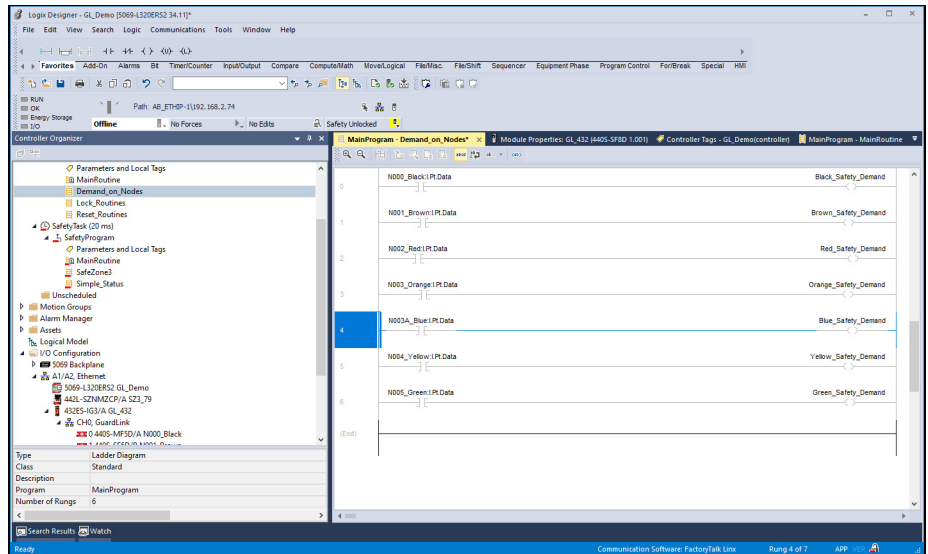 Logix Designer - GL_Demo [5069-L320ERS2 34.11]*
File Edit View Search Logic Communications Tools Window Help
Favorites Add-On Alarms Bit Timer/Counter Input/Output Compare Compute/Math Move/Logical File/Misc. File/Shift Sequencer Equipment Phase Program Control For/Break Special HMI
RUN
OK
Energy Storage
I/O
Path: AB_ETHIP-1\192.168.2.74
Offline No Forces No Edits Safety Unlocked
Controller Organizer
MainProgram - Demand_on_Nodes* Module Properties: GL_432 (440S-SF8D 1.001) Controller Tags - GL_Demo(controller) MainProgram - MainRoutine
Parameters and Local Tags
MainRoutine
Demand_on_Nodes
Lock_Routines
Reset_Routines
SafetyTask (20 ms)
SafetyProgram
Parameters and Local Tags
MainRoutine
SafeZone3
Simple_Status
Unscheduled
Motion Groups
Alarm Manager
Assets
Logical Model
I/O Configuration
5069 Backplane
A1/A2, Ethernet
5069-L320ERS2 GL_Demo
442L-SZNMZCP/A SZ3_79
432ES-IG3/A GL_432
CH0, GuardLink
0 440S-MF5D/A N000_Black
Type Ladder Diagram
Class Standard
Description
Program MainProgram
Number of Rungs 6
N000_Black:I.Pt.Data Black_Safety_Demand
0
N001_Brown:I.Pt.Data Brown_Safety_Demand
1
N002_Red:I.Pt.Data Red_Safety_Demand
2
N003_Orange:I.Pt.Data Orange_Safety_Demand
3
N003A_Blue:I.Pt.Data Blue_Safety_Demand
4
N004_Yellow:I.Pt.Data Yellow_Safety_Demand
5
N005_Green:I.Pt.Data Green_Safety_Demand
6
(End)
Search Results Watch
Ready Communication Software: FactoryTalk Linx Rung 4 of 7 APP VER